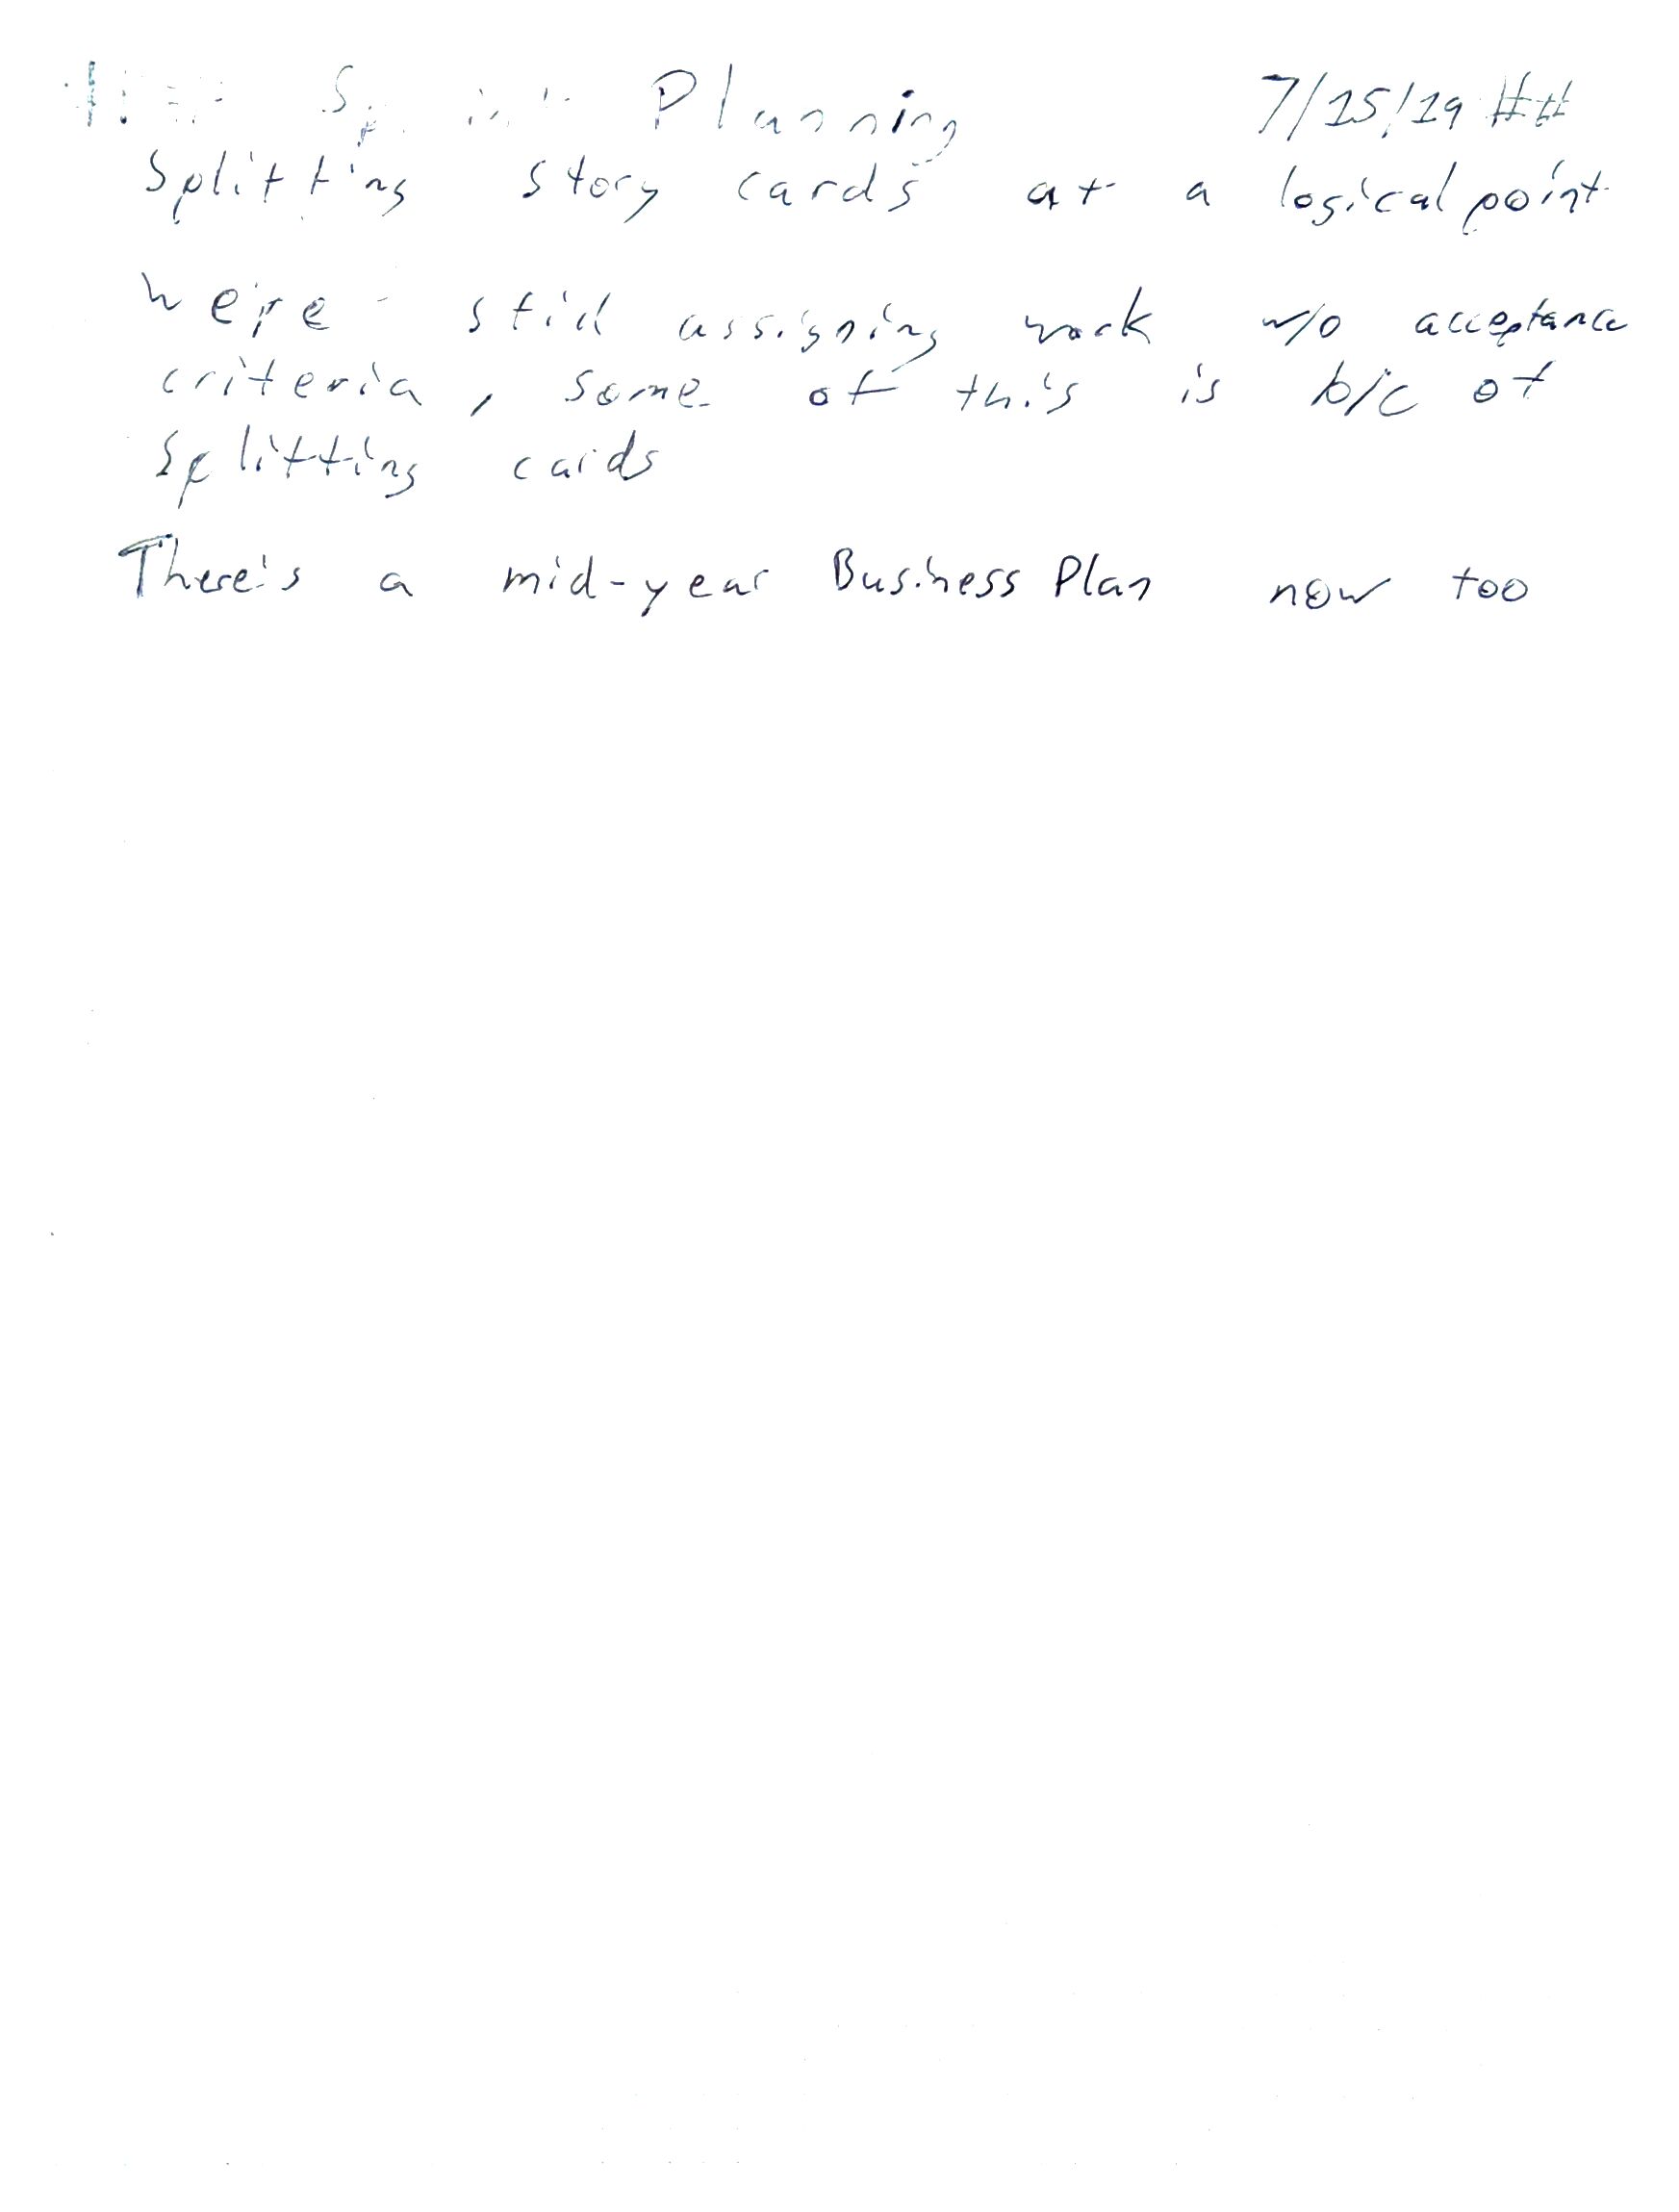 ## Sprint Planning 7/25/19 ##
Splitting story cards at a logical point
We're still assigning work w/o acceptance
criteria, some of this is b/c of
splitting cards
There's a mid-year Business Plan now too